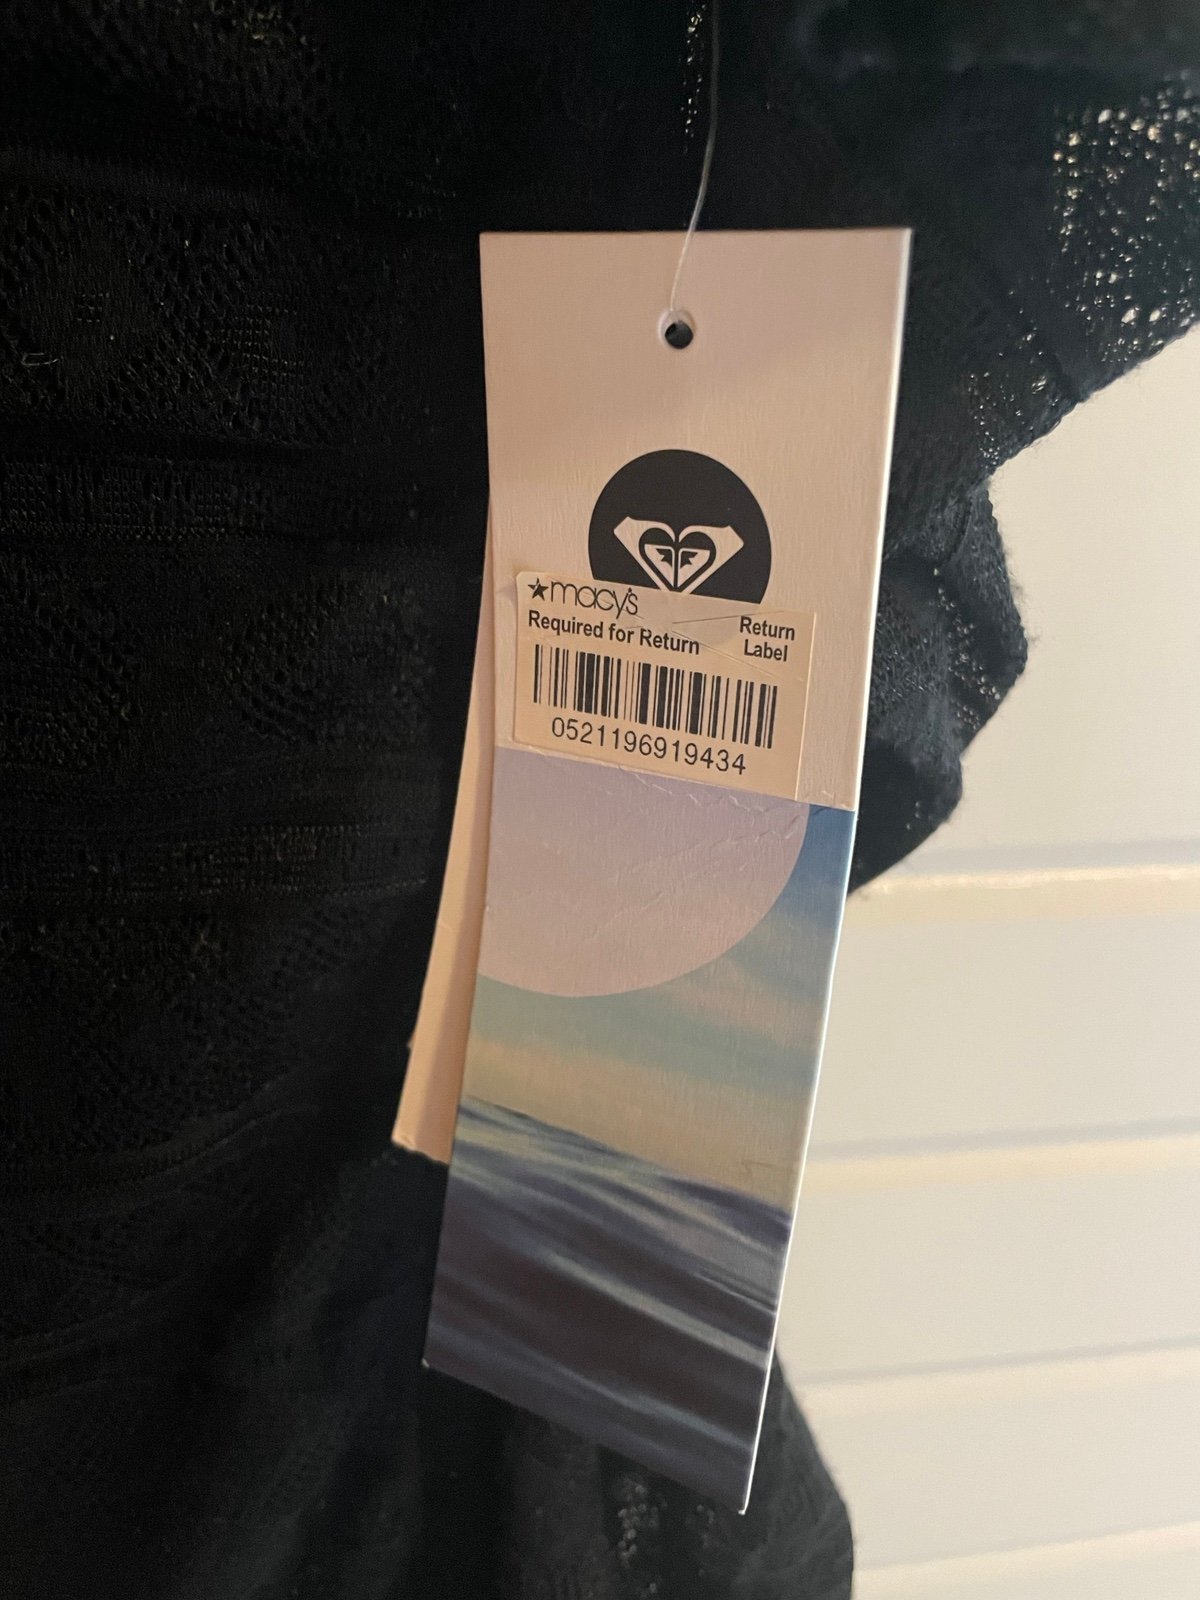 ★macy's
Required for Return
Return
Label
0521196919434